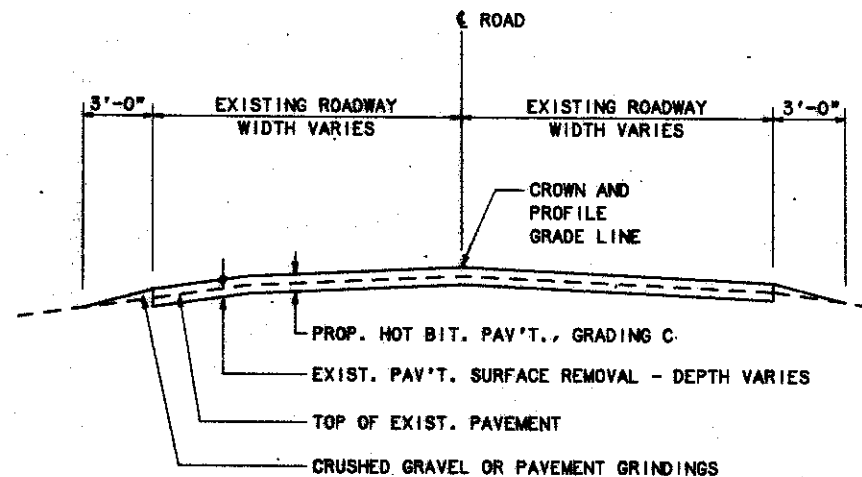 ℄ ROAD
3'-0" EXISTING ROADWAY EXISTING ROADWAY 3'-0"
WIDTH VARIES WIDTH VARIES
CROWN AND
PROFILE
GRADE LINE
PROP. HOT BIT. PAV'T., GRADING C
EXIST. PAV'T. SURFACE REMOVAL - DEPTH VARIES
TOP OF EXIST. PAVEMENT
CRUSHED GRAVEL OR PAVEMENT GRINDINGS